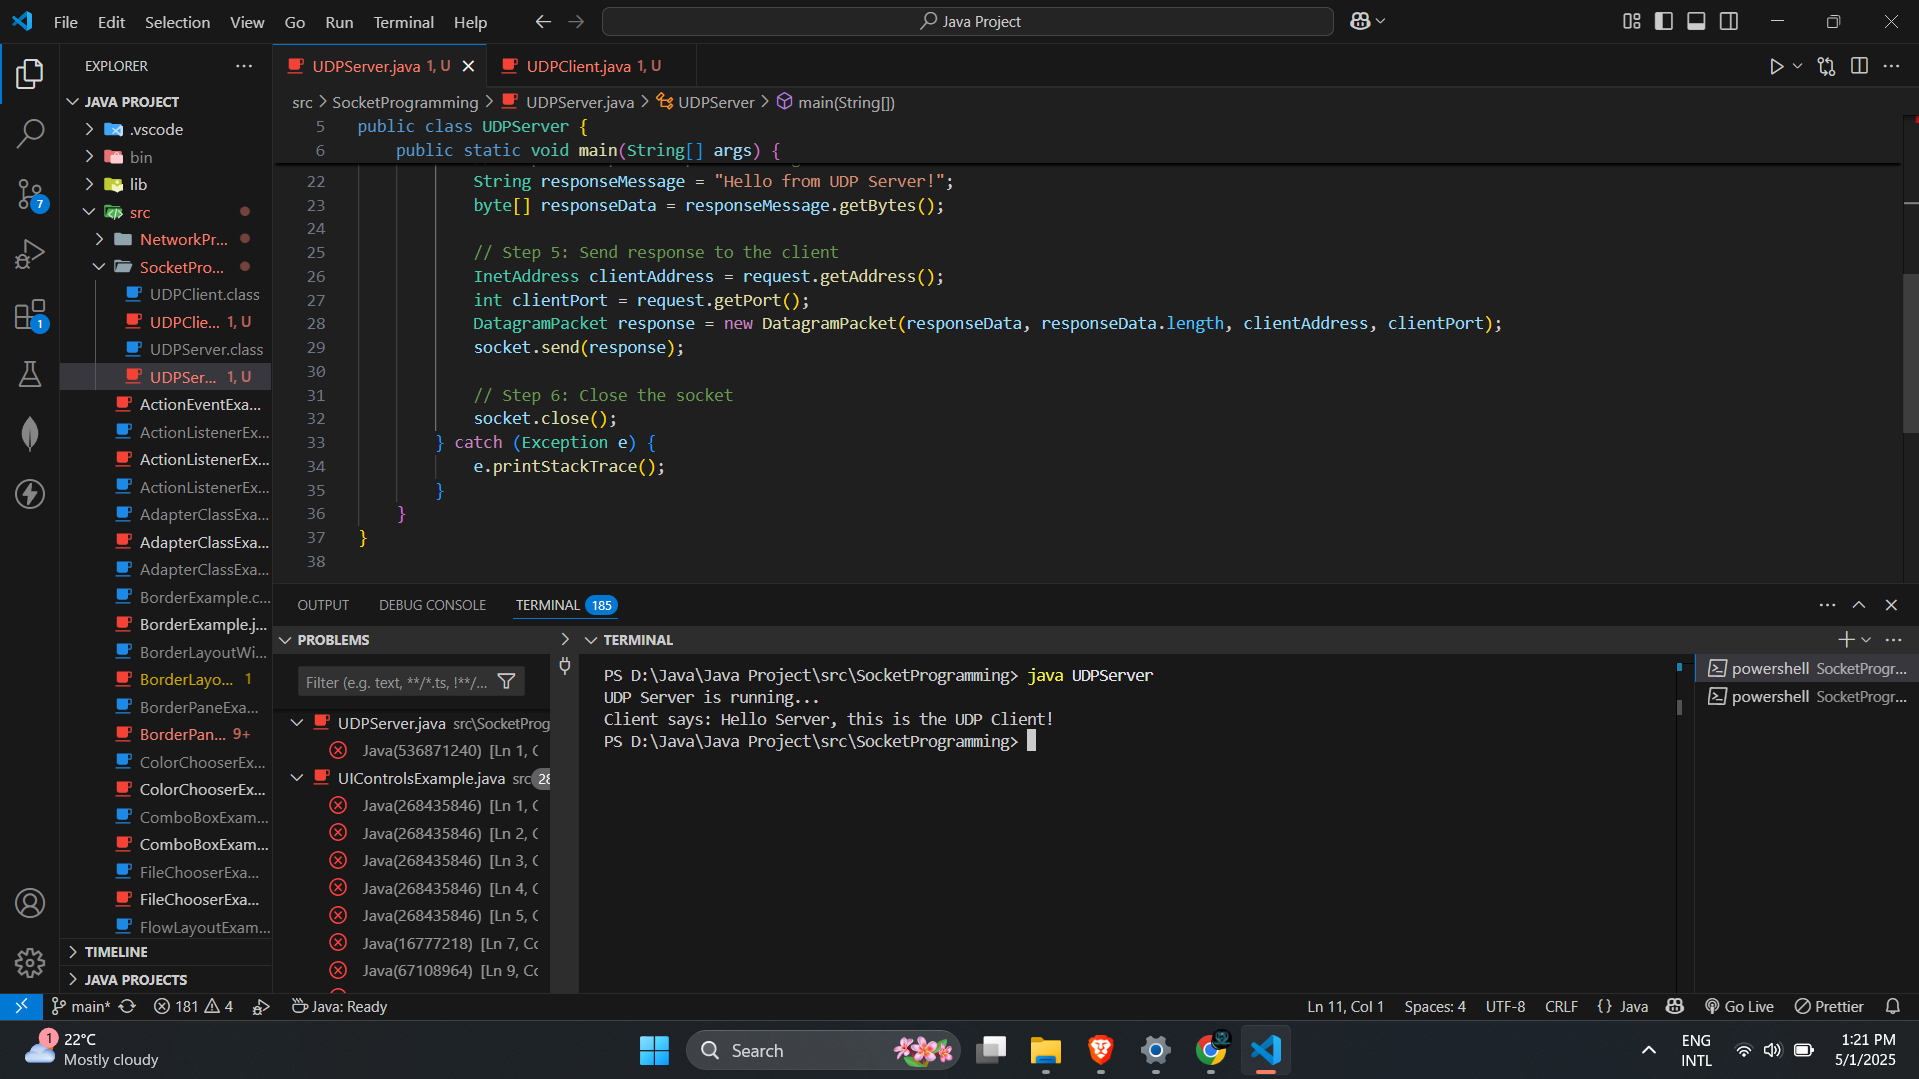 File Edit Selection View Go Run Terminal Help
Java Project
EXPLORER
JAVA PROJECT
.vscode
bin
lib
src
NetworkPr...
SocketPro...
UDPClient.class
UDPClie... 1, U
UDPServer.class
UDPSer... 1, U
ActionEventExa...
ActionListenerEx...
ActionListenerEx...
ActionListenerEx...
AdapterClassExa...
AdapterClassExa...
AdapterClassExa...
BorderExample.c...
BorderExample.j...
BorderLayoutWi...
BorderLayo... 1
BorderPaneExa...
BorderPan... 9+
ColorChooserEx...
ColorChooserEx...
ComboBoxExam...
ComboBoxExam...
FileChooserExa...
FileChooserExa...
FlowLayoutExam...
TIMELINE
JAVA PROJECTS
7
1
UDPServer.java 1, U
UDPClient.java 1, U
src > SocketProgramming > UDPServer.java > UDPServer > main(String[])
5 public class UDPServer {
6 public static void main(String[] args) {
22 String responseMessage = "Hello from UDP Server!";
23 byte[] responseData = responseMessage.getBytes();
24
25 // Step 5: Send response to the client
26 InetAddress clientAddress = request.getAddress();
27 int clientPort = request.getPort();
28 DatagramPacket response = new DatagramPacket(responseData, responseData.length, clientAddress, clientPort);
29 socket.send(response);
30
31 // Step 6: Close the socket
32 socket.close();
33 } catch (Exception e) {
34 e.printStackTrace();
35 }
36 }
37 }
38
OUTPUT DEBUG CONSOLE TERMINAL 185
PROBLEMS
Filter (e.g. text, **/*.ts, !**/...
UDPServer.java src\SocketProg
Java(536871240) [Ln 1, C
UIControlsExample.java src 28
Java(268435846) [Ln 1, C
Java(268435846) [Ln 2, C
Java(268435846) [Ln 3, C
Java(268435846) [Ln 4, C
Java(268435846) [Ln 5, C
Java(16777218) [Ln 7, Co
Java(67108964) [Ln 9, Co
TERMINAL
PS D:\Java\Java Project\src\SocketProgramming> java UDPServer
UDP Server is running...
Client says: Hello Server, this is the UDP Client!
PS D:\Java\Java Project\src\SocketProgramming>
powershell SocketProgr...
powershell SocketProgr...
main* 181 4 Java: Ready
Ln 11, Col 1 Spaces: 4 UTF-8 CRLF {} Java Go Live Prettier
1
22°C
Mostly cloudy
Search
ENG
INTL
1:21 PM
5/1/2025